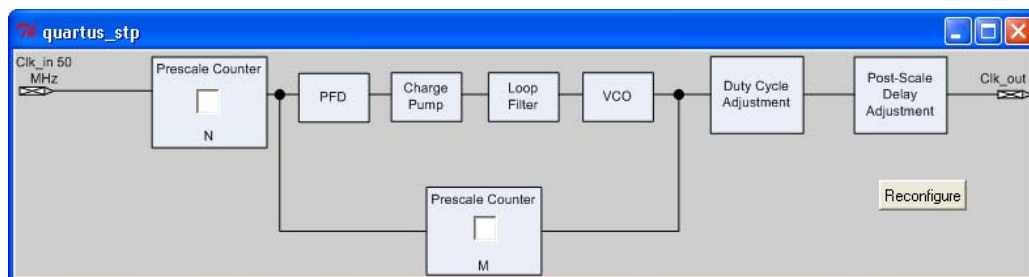 quartus_stp
Clk_in 50
MHz
Prescale Counter
N
PFD
Charge
Pump
Loop
Filter
VCO
Duty Cycle
Adjustment
Post-Scale
Delay
Adjustment
Clk_out
Prescale Counter
M
Reconfigure